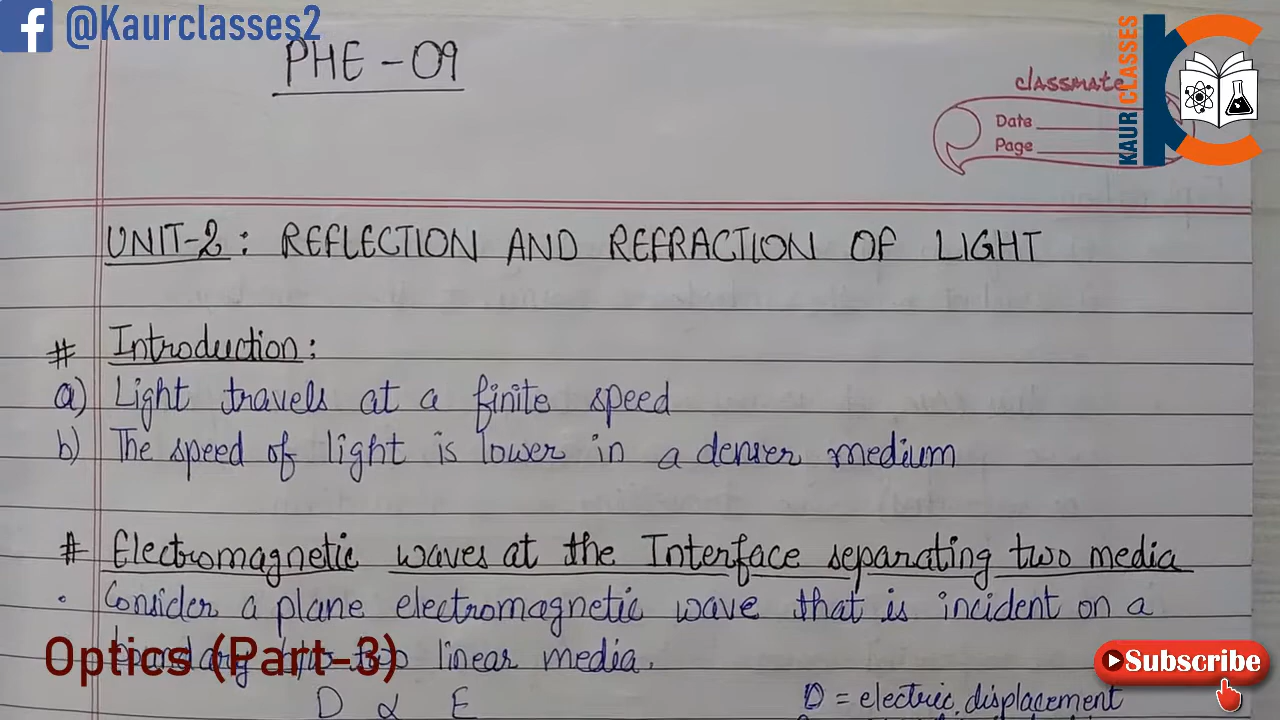 @Kaurclasses2
PHE - 09
classmate
Date
Page
KAUR CLASSES
UNIT-2: REFLECTION AND REFRACTION OF LIGHT
# Introduction:
a) Light travels at a finite speed
b) The speed of light is lower in a denser medium
# Electromagnetic waves at the Interface separating two media
• Consider a plane electromagnetic wave that is incident on a
linear media.
Optics (Part-3)
Subscribe
D α E
D = electric displacement